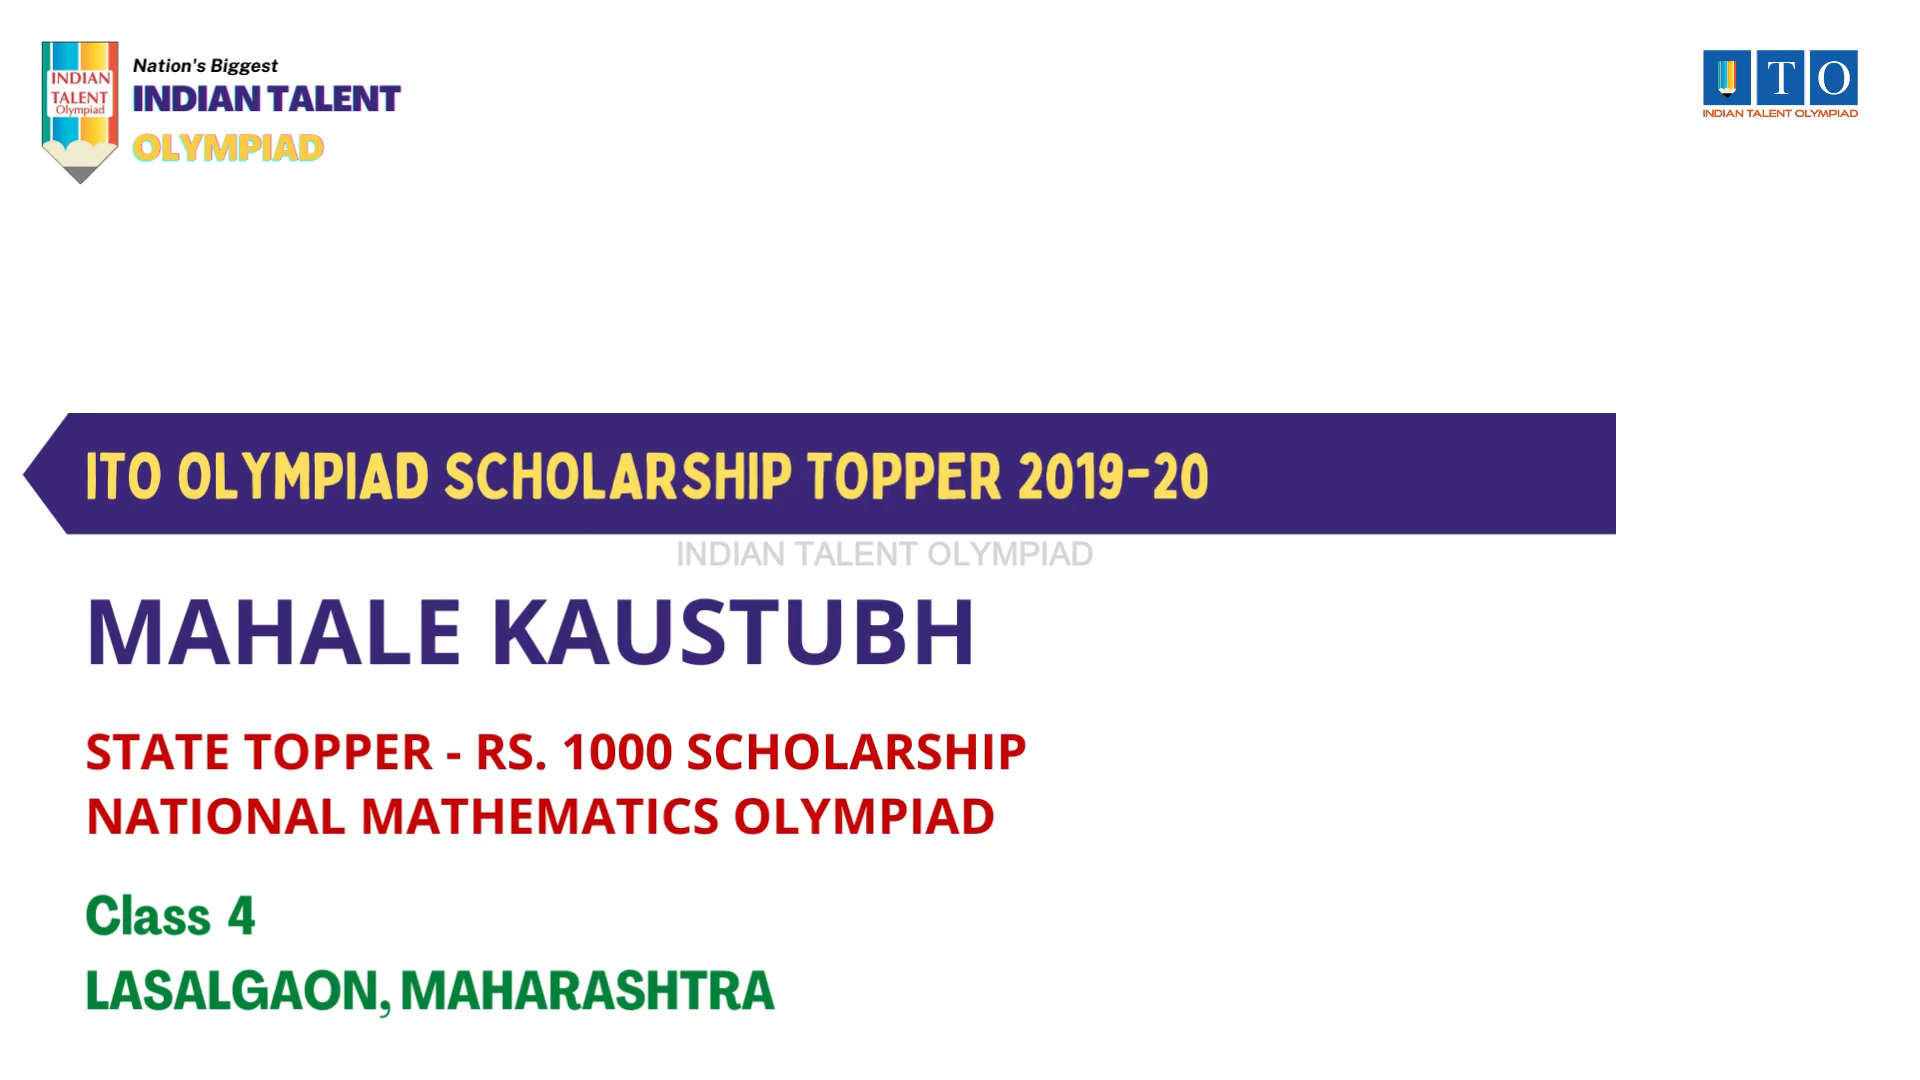 INDIAN
TALENT
Olympiad
Nation's Biggest
INDIAN TALENT
OLYMPIAD
T O
INDIAN TALENT OLYMPIAD
ITO OLYMPIAD SCHOLARSHIP TOPPER 2019-20
INDIAN TALENT OLYMPIAD
MAHALE KAUSTUBH
STATE TOPPER - RS. 1000 SCHOLARSHIP
NATIONAL MATHEMATICS OLYMPIAD
Class 4
LASALGAON, MAHARASHTRA